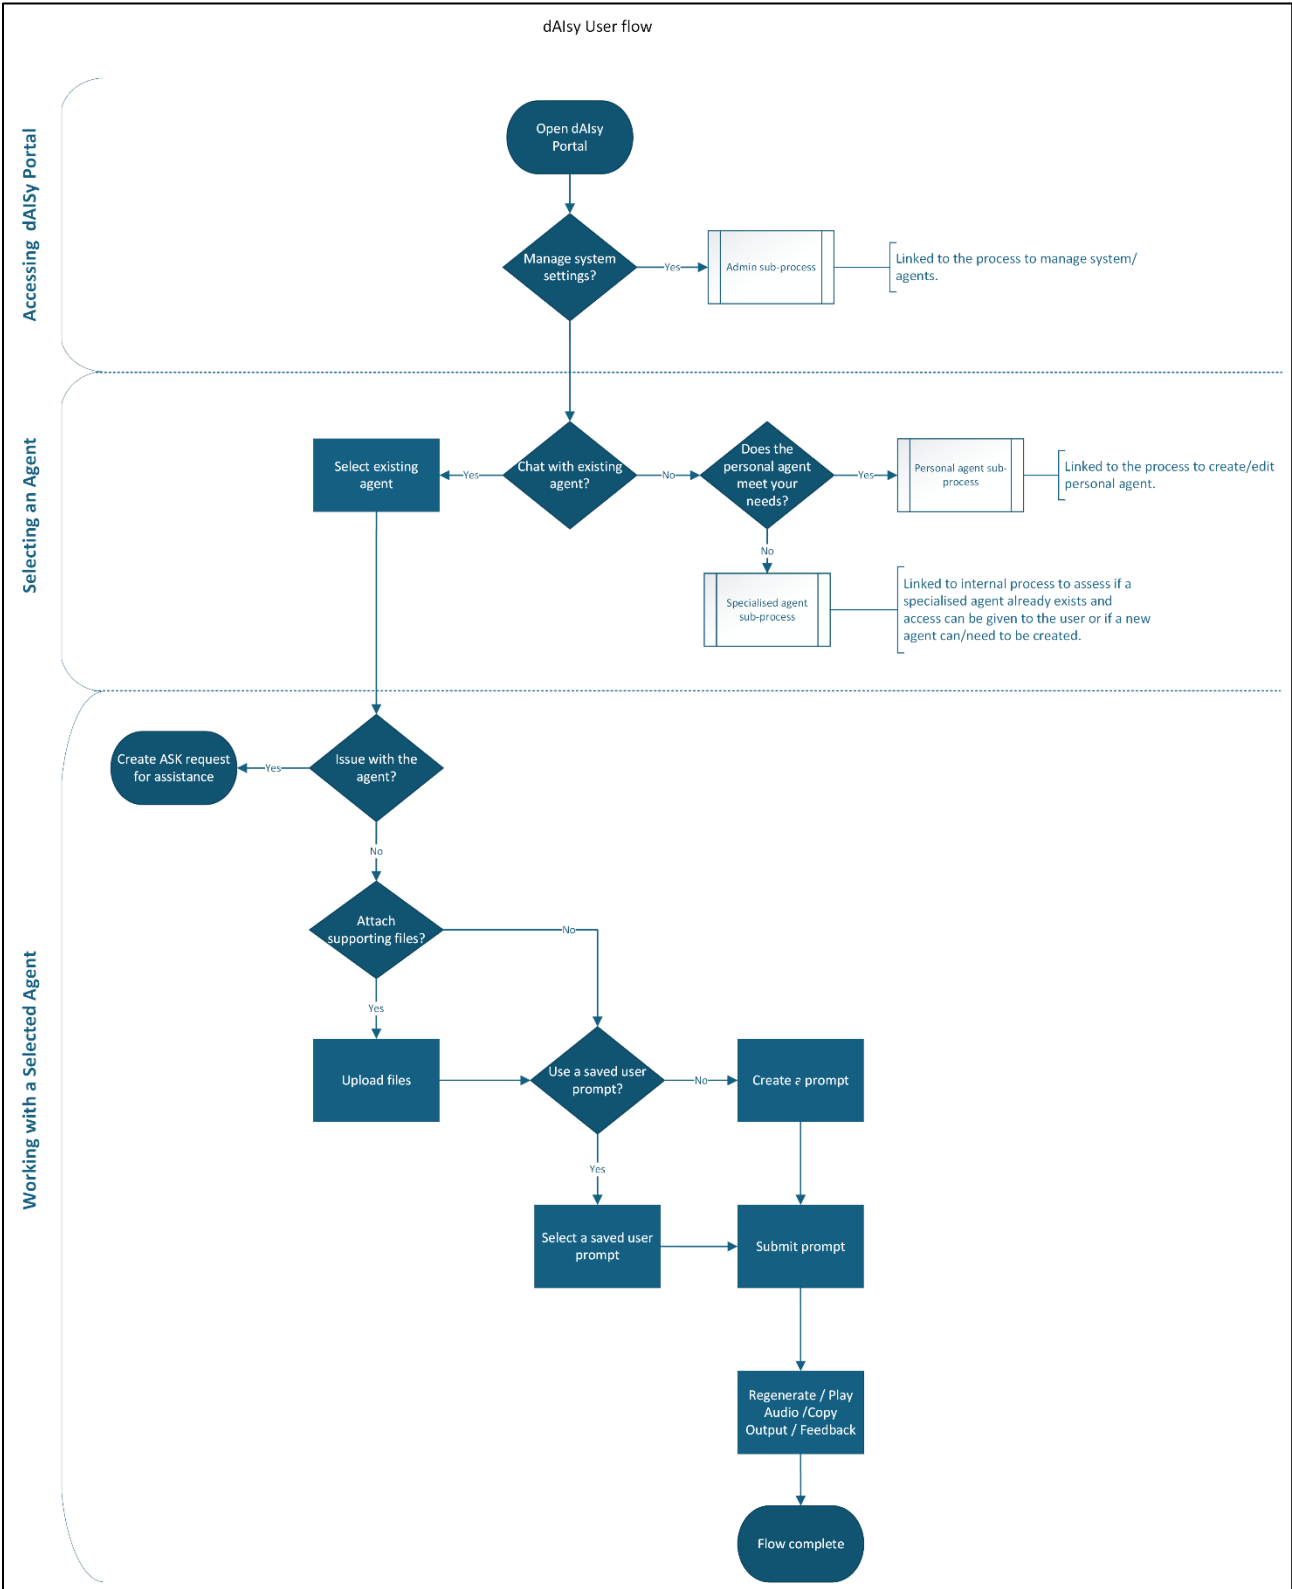 dAIsy User flow
Accessing dAISy Portal
Open dAIsy
Portal
Manage system
settings?
Yes
Admin sub-process
Linked to the process to manage system/
agents.
Selecting an Agent
Select existing
agent
Yes
Chat with existing
agent?
No
Does the
personal agent
meet your
needs?
Yes
Personal agent sub-
process
Linked to the process to create/edit
personal agent.
No
Specialised agent
sub-process
Linked to internal process to assess if a
specialised agent already exists and
access can be given to the user or if a new
agent can/need to be created.
Working with a Selected Agent
Create ASK request
for assistance
Yes
Issue with the
agent?
No
Attach
supporting files?
No
Yes
Upload files
Use a saved user
prompt?
No
Create a prompt
Yes
Select a saved user
prompt
Submit prompt
Regenerate / Play
Audio /Copy
Output / Feedback
Flow complete